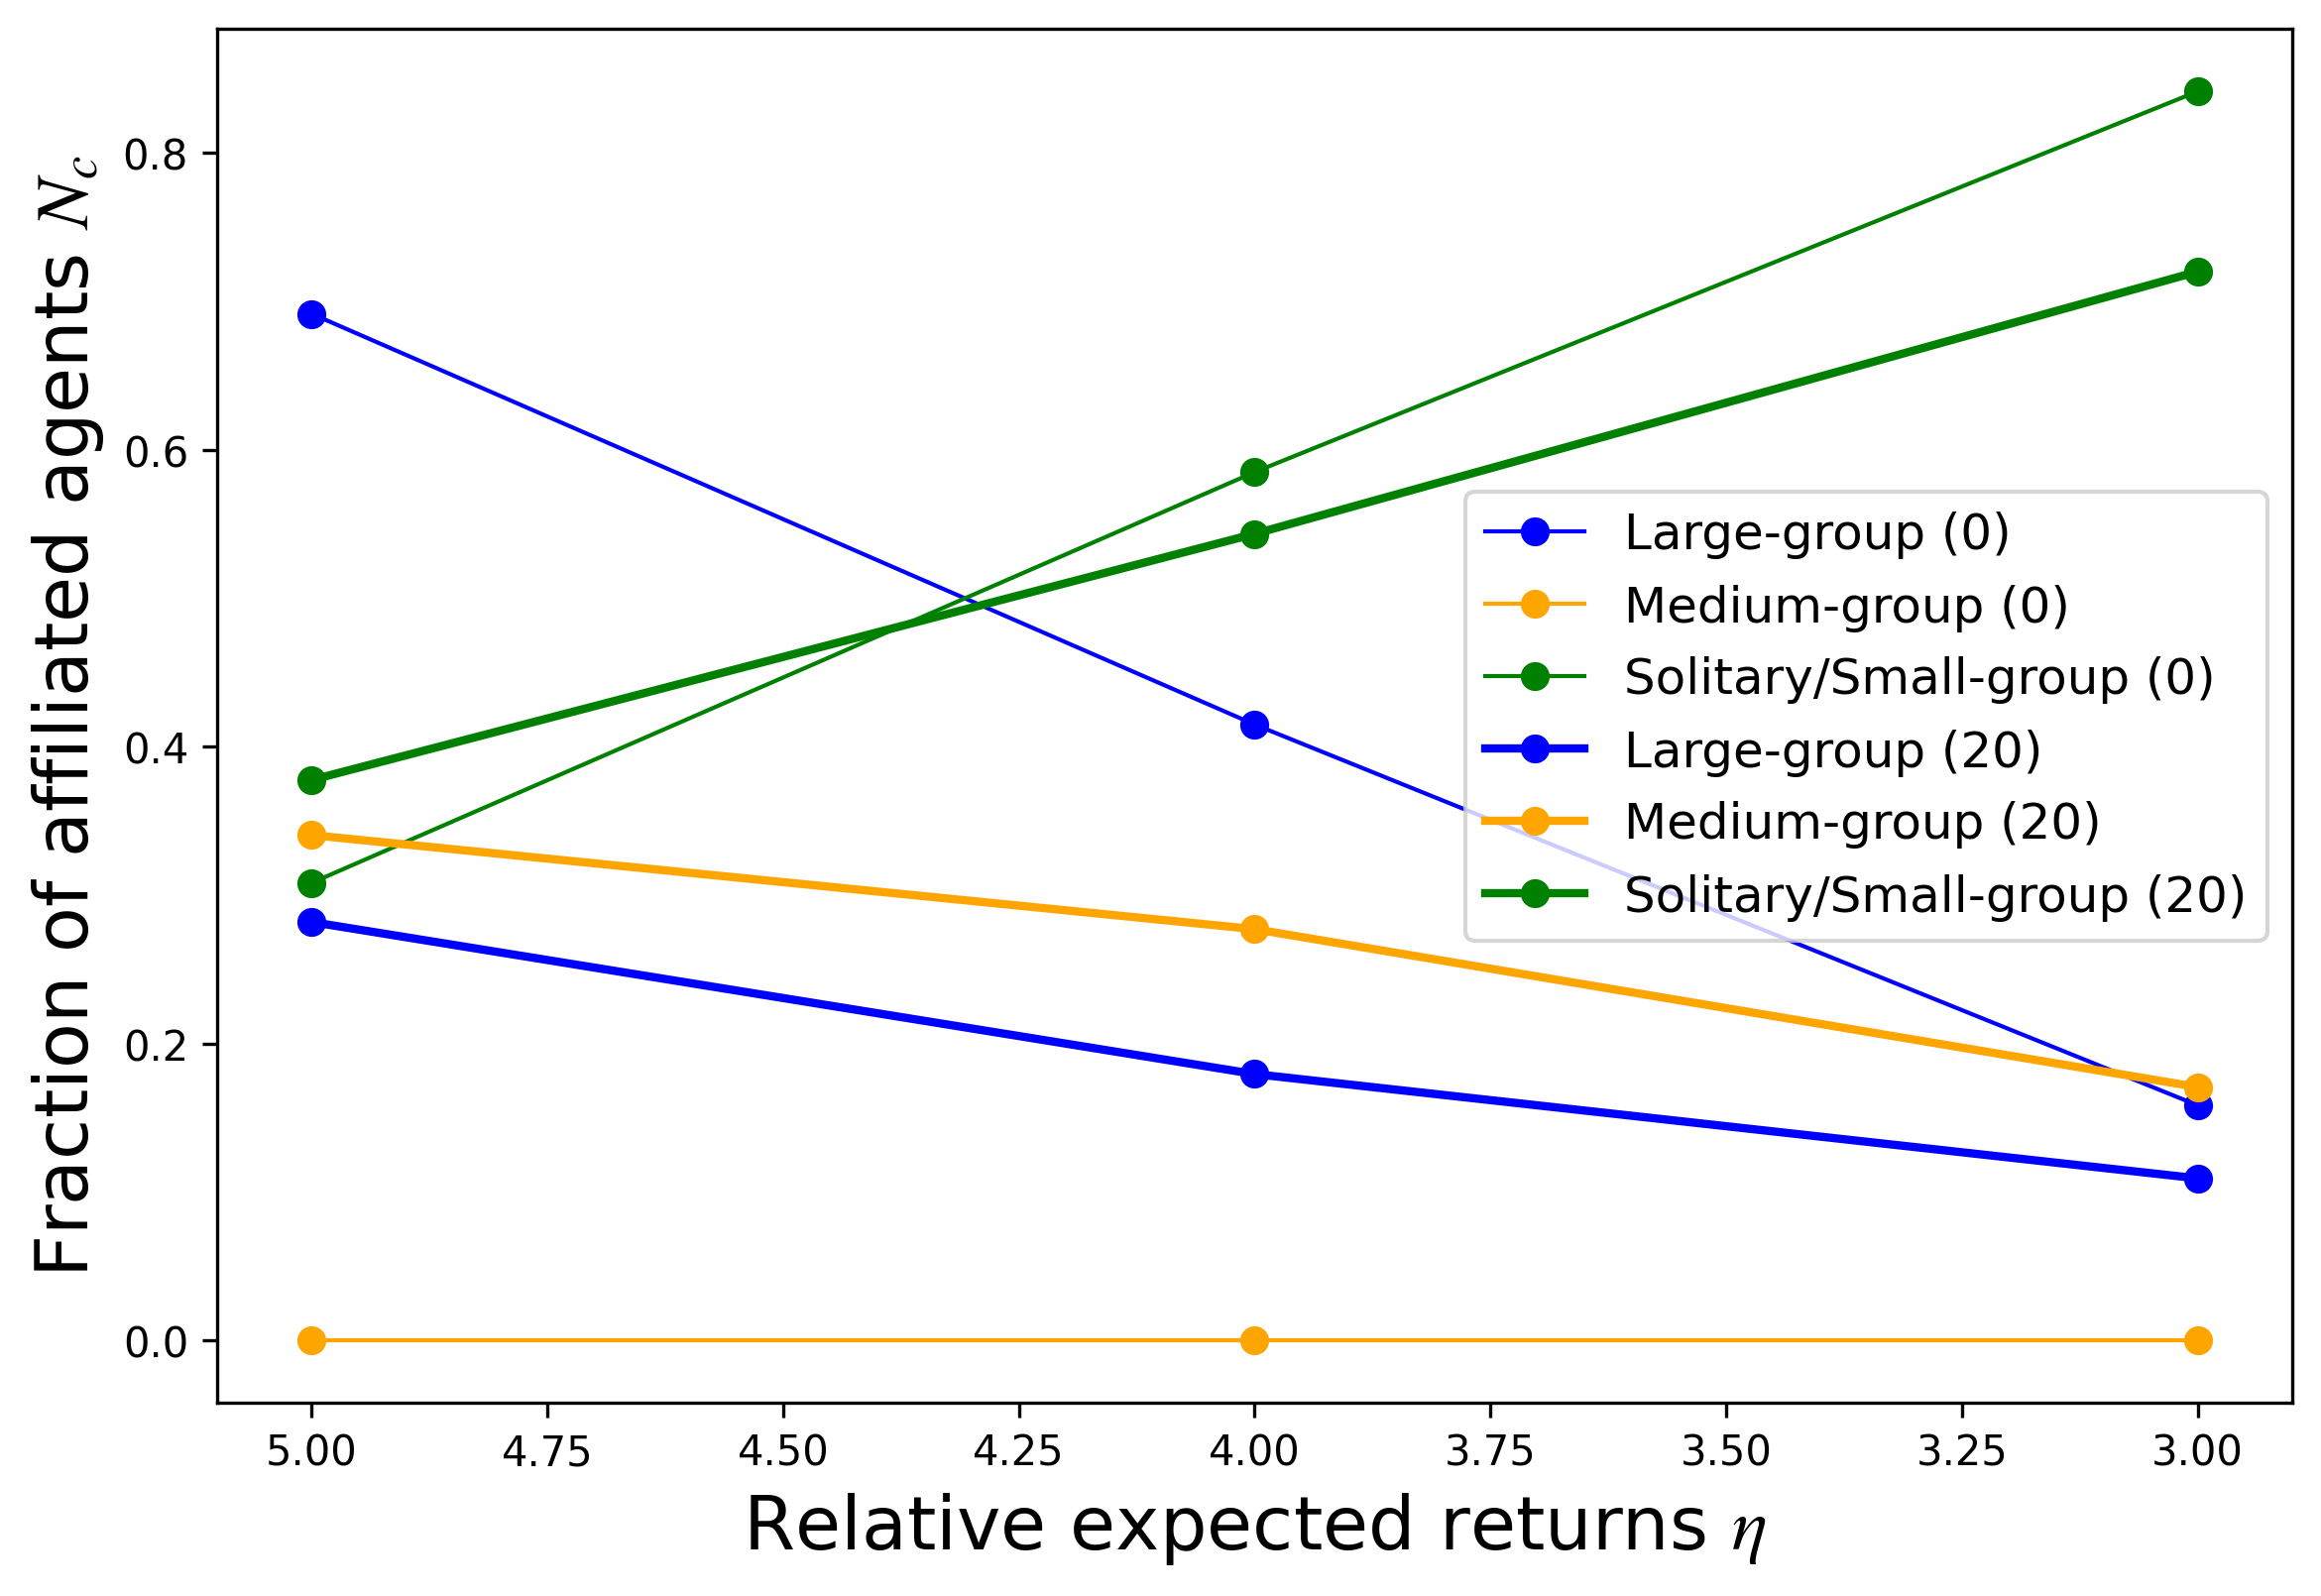 Fraction of affiliated agents N_c
0.8
0.6
0.4
0.2
0.0
Large-group (0)
Medium-group (0)
Solitary/Small-group (0)
Large-group (20)
Medium-group (20)
Solitary/Small-group (20)
5.00 4.75 4.50 4.25 4.00 3.75 3.50 3.25 3.00
Relative expected returns η